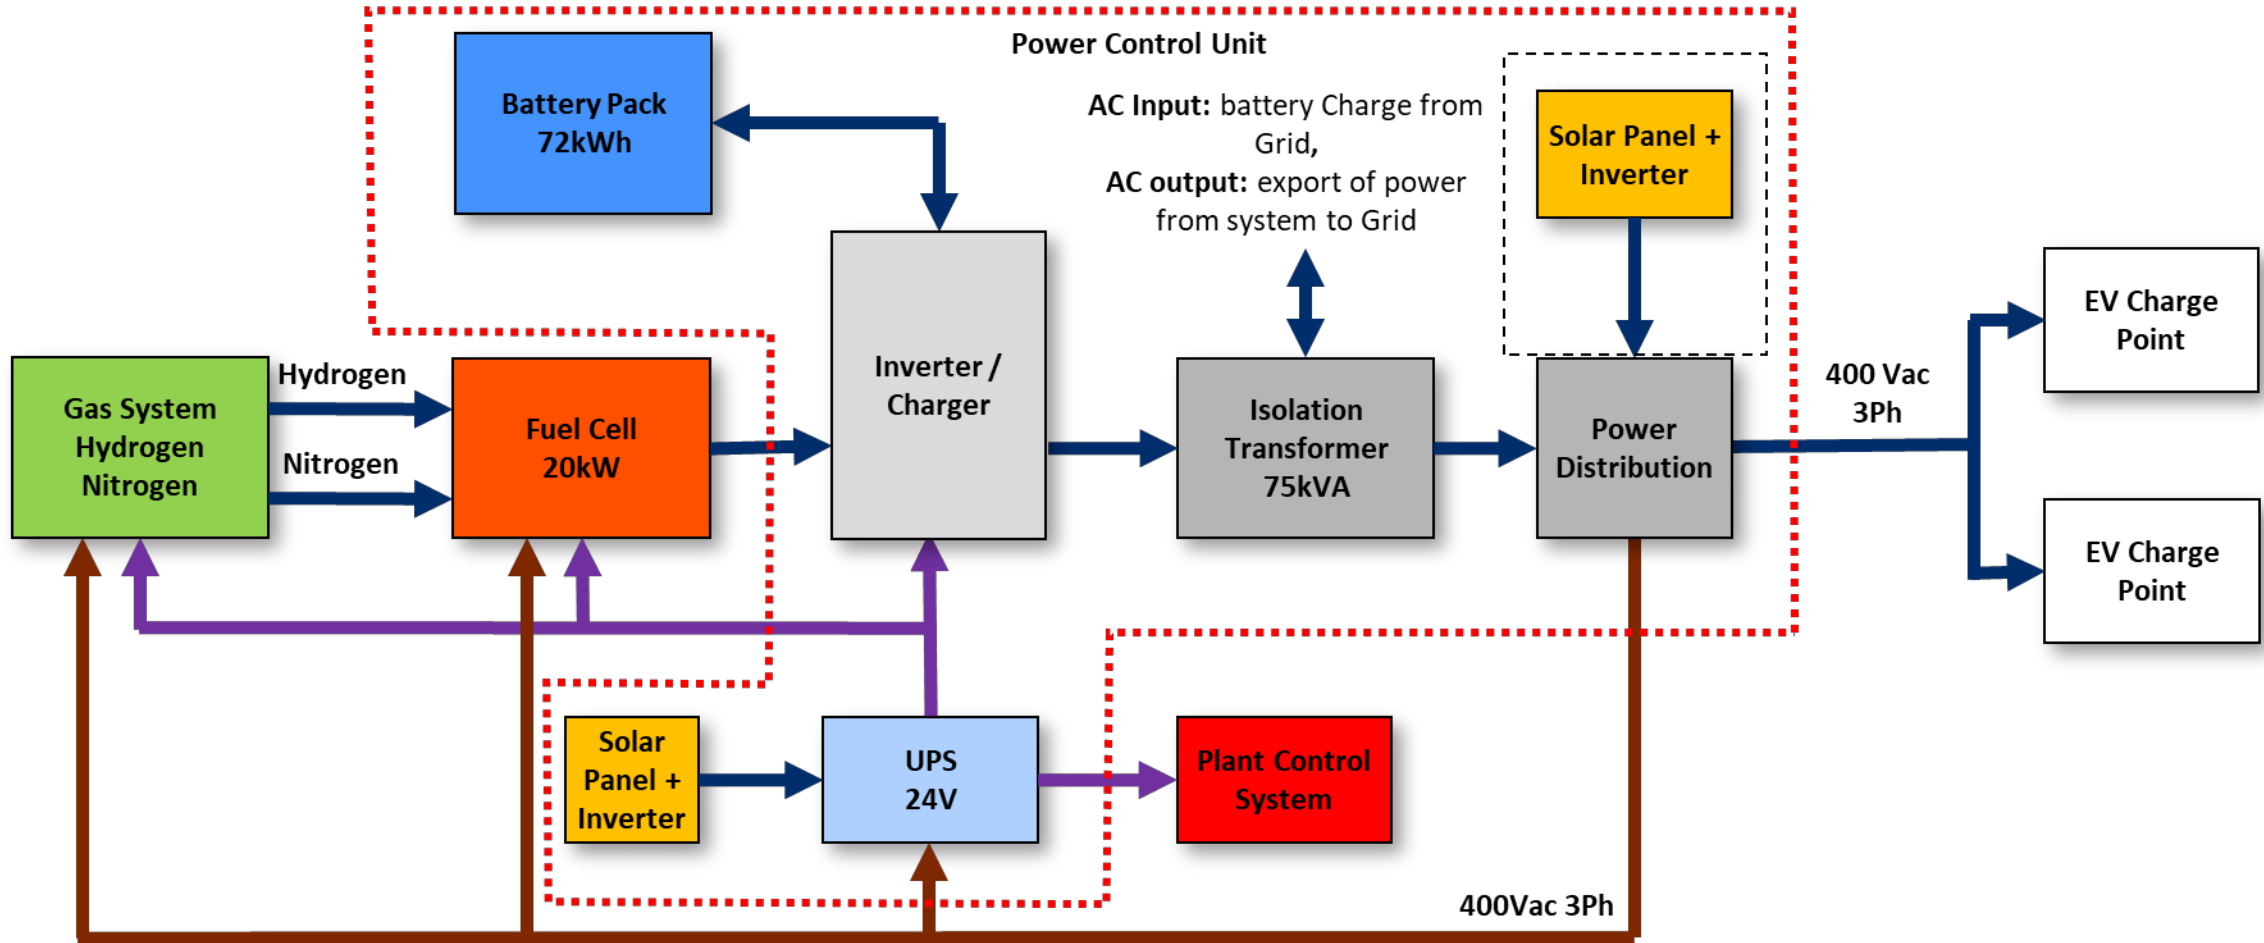 Power Control Unit
Battery Pack
72kWh
AC Input: battery Charge from
Grid,
AC output: export of power
from system to Grid
Solar Panel +
Inverter
EV Charge
Point
Hydrogen
Gas System
Hydrogen
Nitrogen
Nitrogen
Fuel Cell
20kW
Inverter /
Charger
Isolation
Transformer
75kVA
Power
Distribution
400 Vac
3Ph
EV Charge
Point
Solar
Panel +
Inverter
UPS
24V
Plant Control
System
400Vac 3Ph